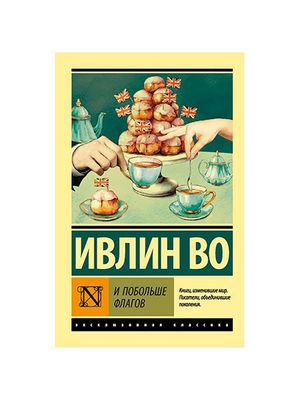 ИВЛИН ВО
И ПОБОЛЬШЕ
ФЛАГОВ
Книги, изменившие мир.
Писатели, объединившие
поколения.
ЭКСКЛЮЗИВНАЯ КЛАССИКА